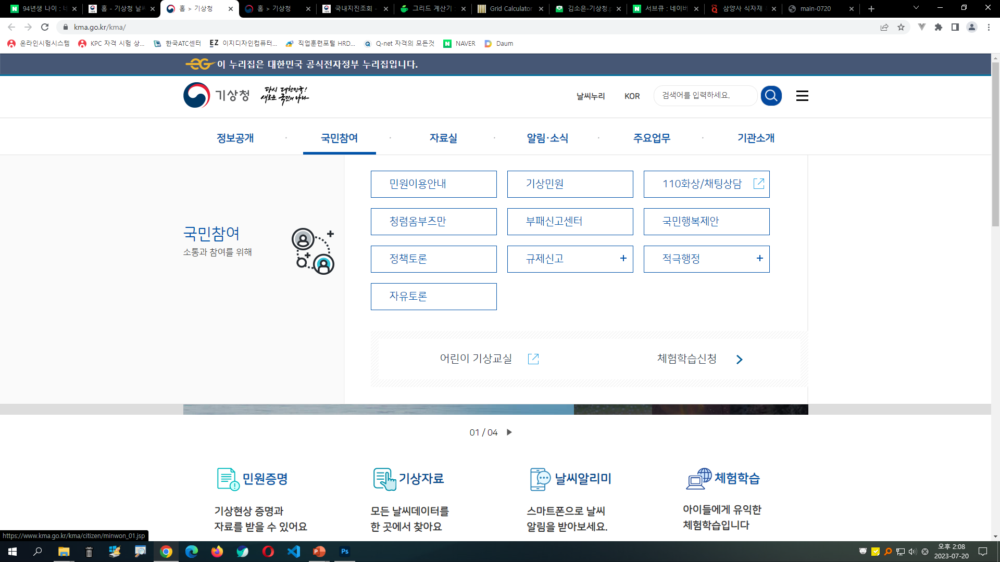 94년생 나이 : 네
홈 - 기상청 날씨
홈 > 기상청
홈 > 기상청
국내지진조회 -
그리드 계산기 :
Grid Calculator
김소은-기상청.p
서브큐 : 네이버
삼양사 식자재
main-0720
kma.go.kr/kma/
온라인시험시스템
KPC 자격 시험 상...
한국ATC센터
EZ 이지디자인컴퓨터...
직업훈련포털 HRD...
Q-net 자격의 모든것
NAVER
Daum
이 누리집은 대한민국 공식전자정부 누리집입니다.
기상청
다시 대한민국!
새로운 국민의 나라
날씨누리
KOR
검색어를 입력하세요.
정보공개
국민참여
자료실
알림·소식
주요업무
기관소개
국민참여
소통과 참여를 위해
민원이용안내
기상민원
110화상/채팅상담
청렴옴부즈만
부패신고센터
국민행복제안
정책토론
규제신고 +
적극행정 +
자유토론
어린이 기상교실
체험학습신청
01 / 04
민원증명
기상현상 증명과
자료를 받을 수 있어요
기상자료
모든 날씨데이터를
한 곳에서 찾아요
날씨알리미
스마트폰으로 날씨
알림을 받아보세요.
체험학습
아이들에게 유익한
체험학습입니다
https://www.kma.go.kr/kma/citizen/minwon_01.jsp
오후 2:08
2023-07-20